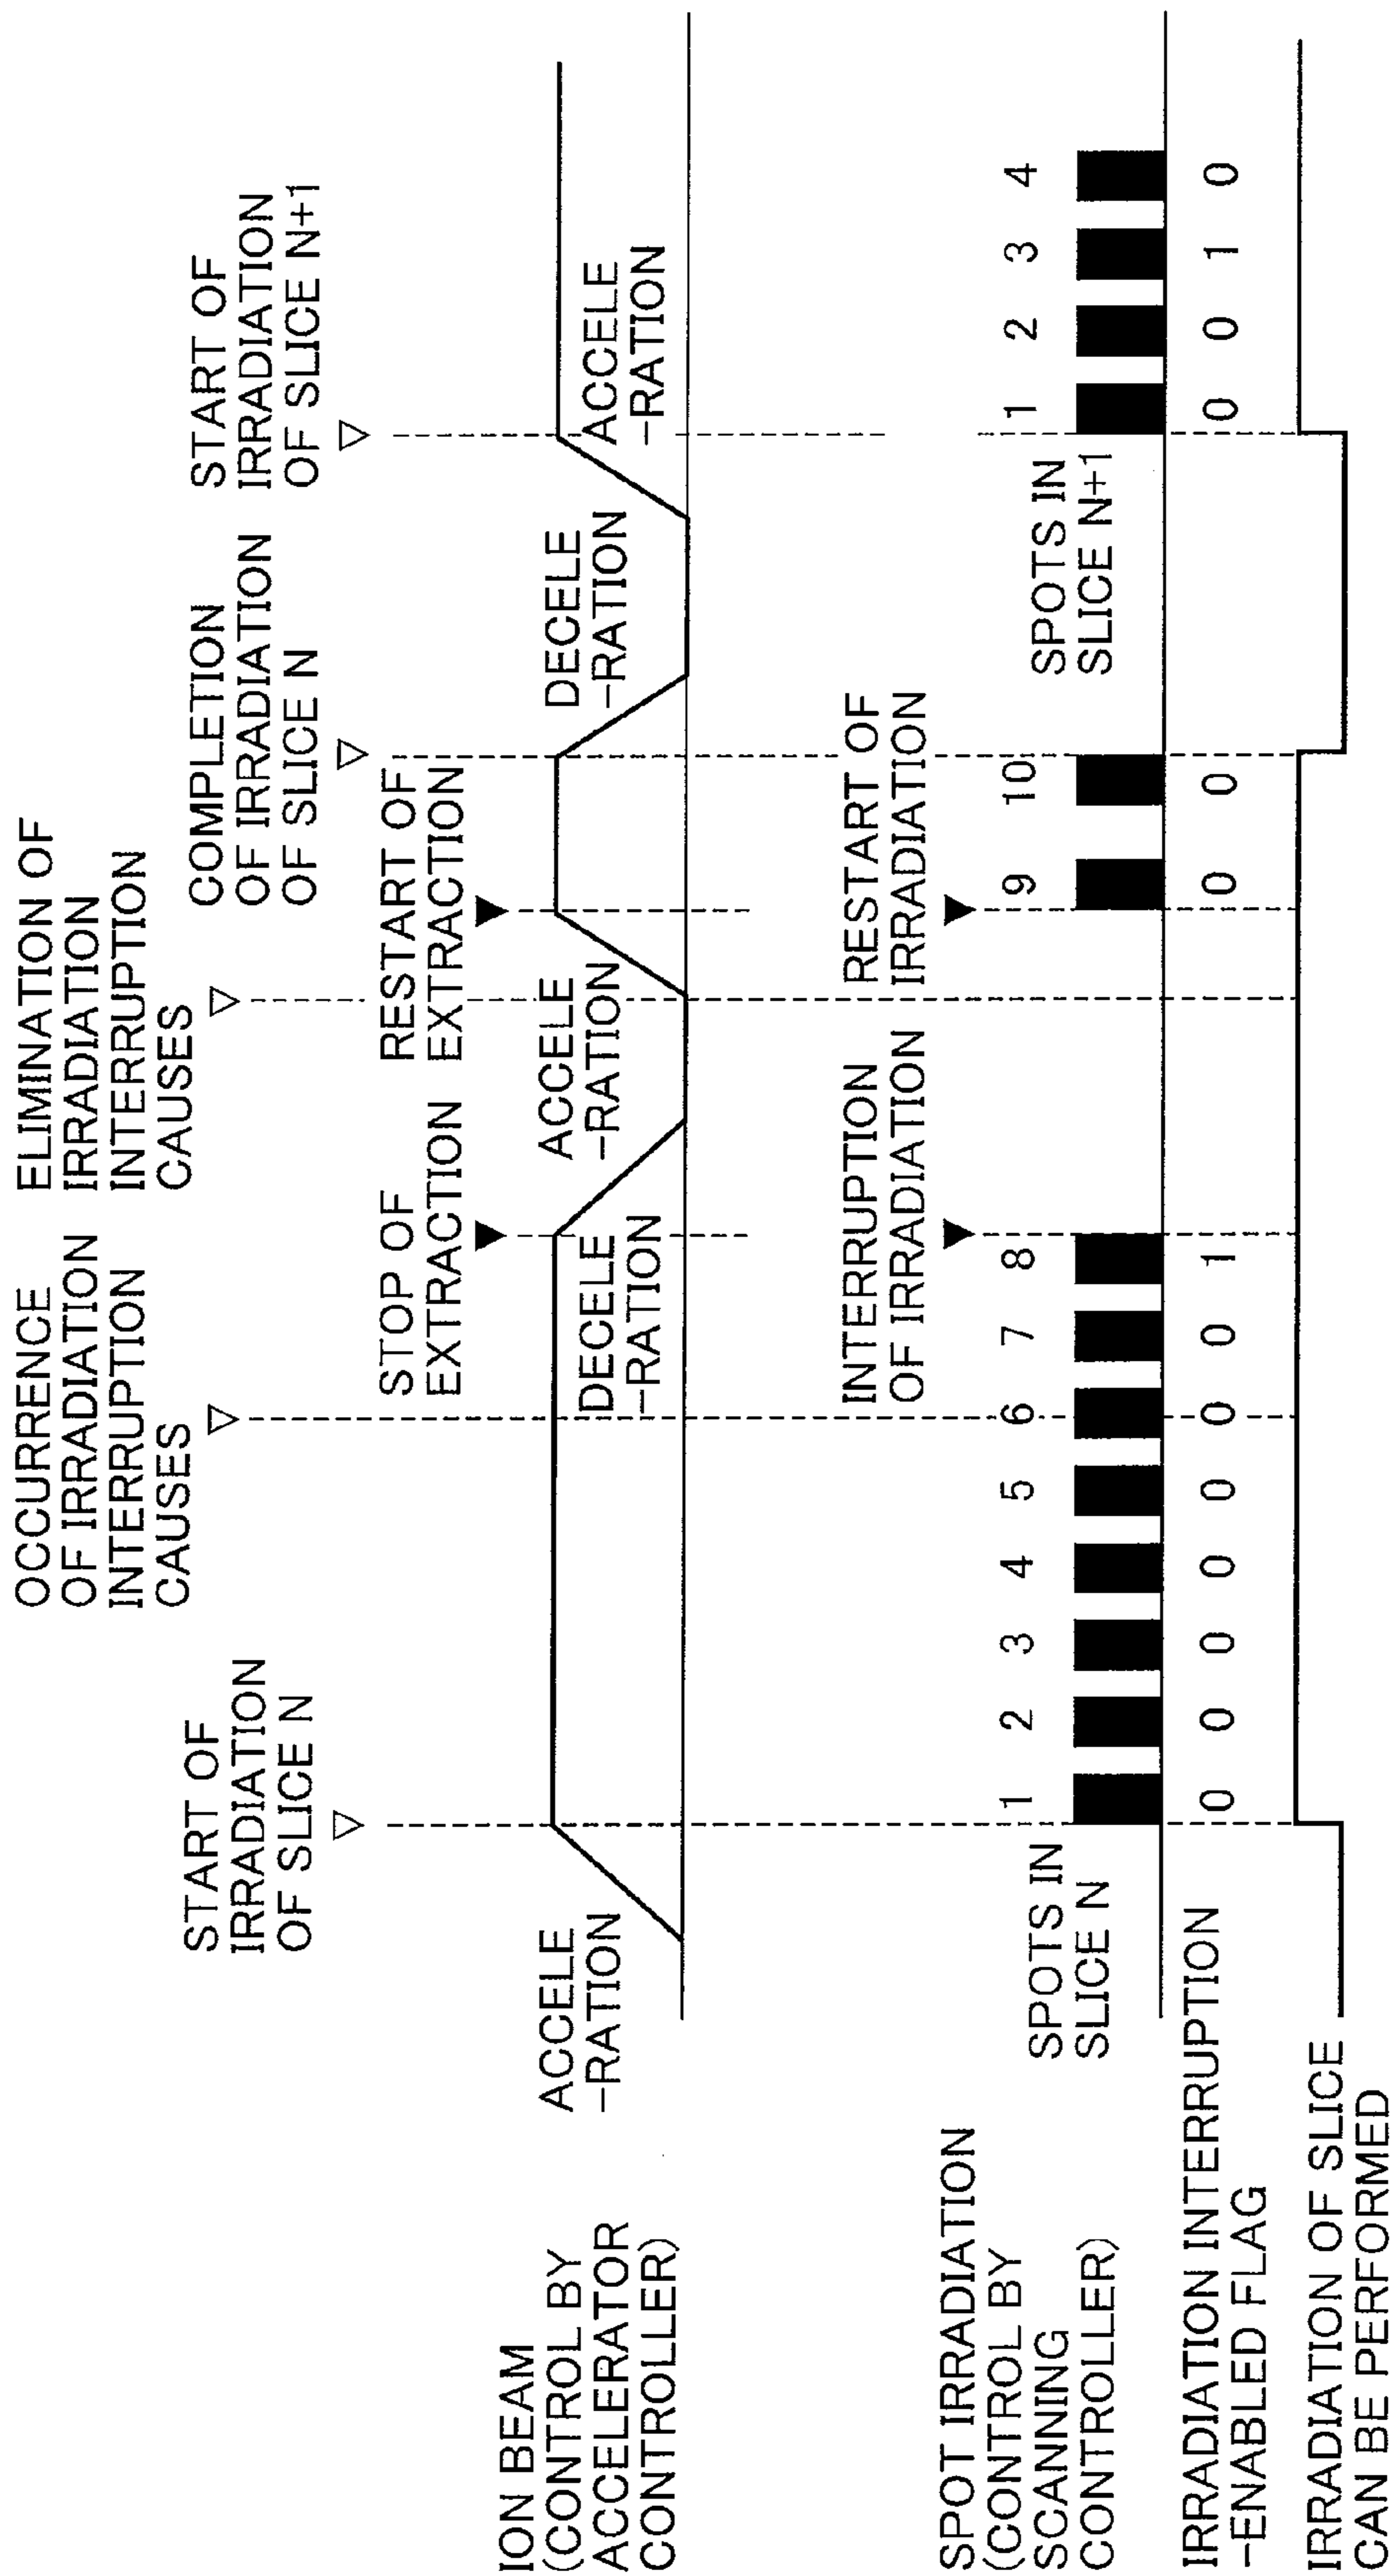 START OF
IRRADIATION
OF SLICE N
OCCURRENCE
OF IRRADIATION
INTERRUPTION
CAUSES
ELIMINATION OF
IRRADIATION
INTERRUPTION
CAUSES
COMPLETION
OF IRRADIATION
OF SLICE N
START OF
IRRADIATION
OF SLICE N+1
STOP OF
EXTRACTION
RESTART OF
EXTRACTION
ION BEAM
(CONTROL BY
ACCELERATOR
CONTROLLER)
ACCELE
-RATION
DECELE
-RATION
ACCELE
-RATION
DECELE
-RATION
ACCELE
-RATION
INTERRUPTION
OF IRRADIATION
RESTART OF
IRRADIATION
SPOT IRRADIATION
(CONTROL BY
SCANNING
CONTROLLER)
SPOTS IN
SLICE N
1 2 3 4 5 6 7 8 9 10
SPOTS IN
SLICE N+1
1 2 3 4
IRRADIATION INTERRUPTION
-ENABLED FLAG
0 0 0 0 0 0 0 1 0 0 0 0 1 0
IRRADIATION OF SLICE
CAN BE PERFORMED